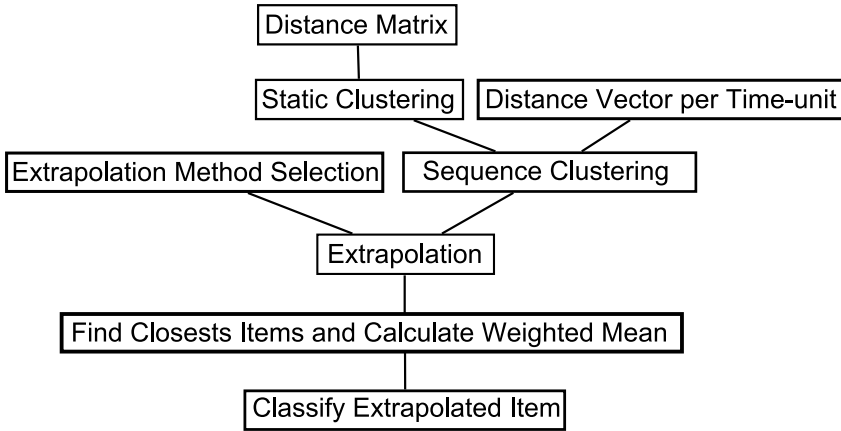 Distance Matrix
Static Clustering
Distance Vector per Time-unit
Extrapolation Method Selection
Sequence Clustering
Extrapolation
Find Closests Items and Calculate Weighted Mean
Classify Extrapolated Item